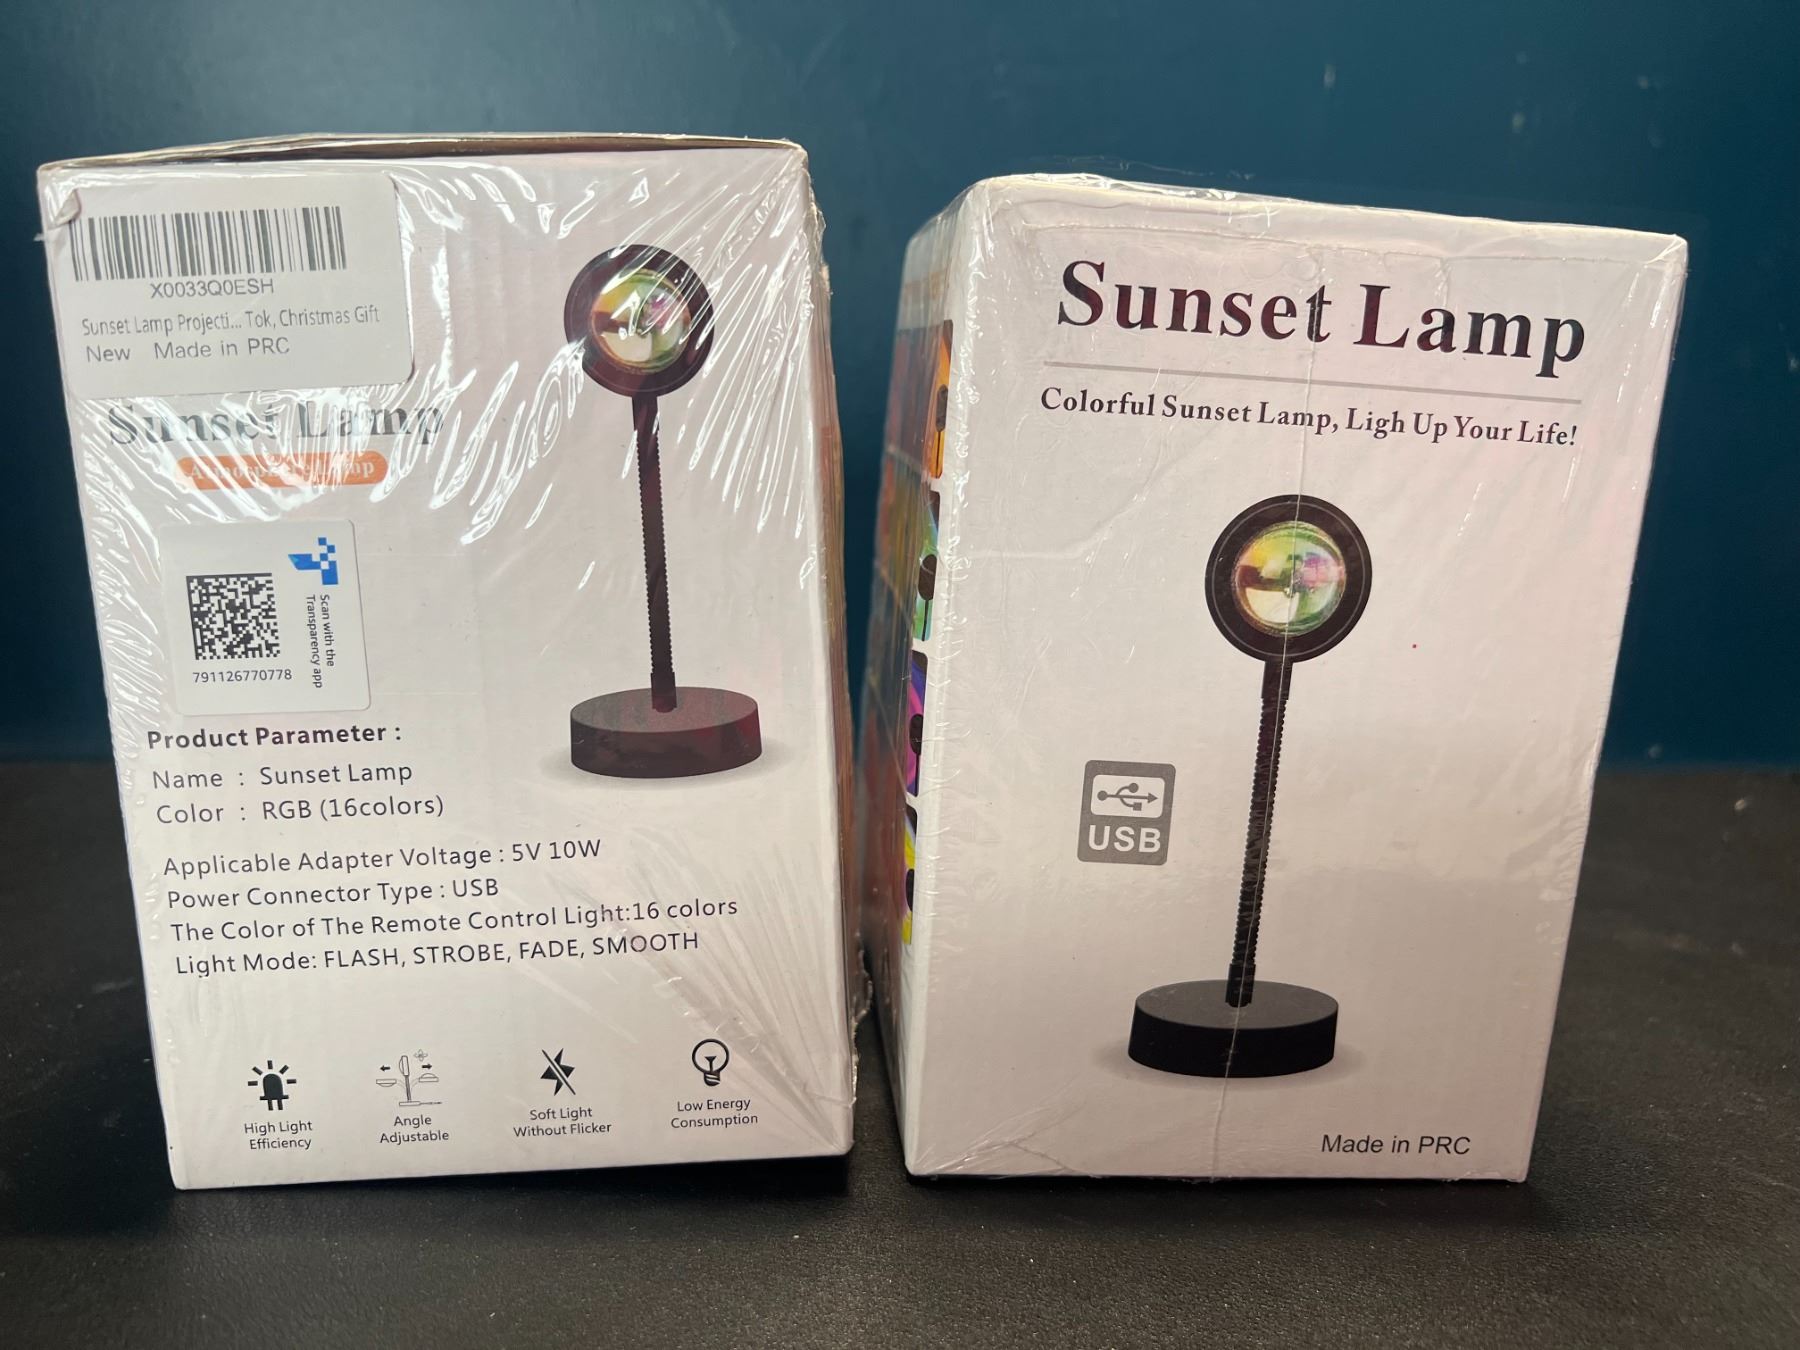 X0033Q0ESH
Sunset Lamp Projecti... Tok, Christmas Gift
New Made in PRC
Sunset Lamp
Atmosphere Lamp
Scan with the
Transparency app
791126770778
Product Parameter :
Name : Sunset Lamp
Color : RGB (16colors)
Applicable Adapter Voltage : 5V 10W
Power Connector Type : USB
The Color of The Remote Control Light:16 colors
Light Mode: FLASH, STROBE, FADE, SMOOTH
High Light
Efficiency
Angle
Adjustable
Soft Light
Without Flicker
Low Energy
Consumption
Sunset Lamp
Colorful Sunset Lamp, Ligh Up Your Life!
USB
Made in PRC